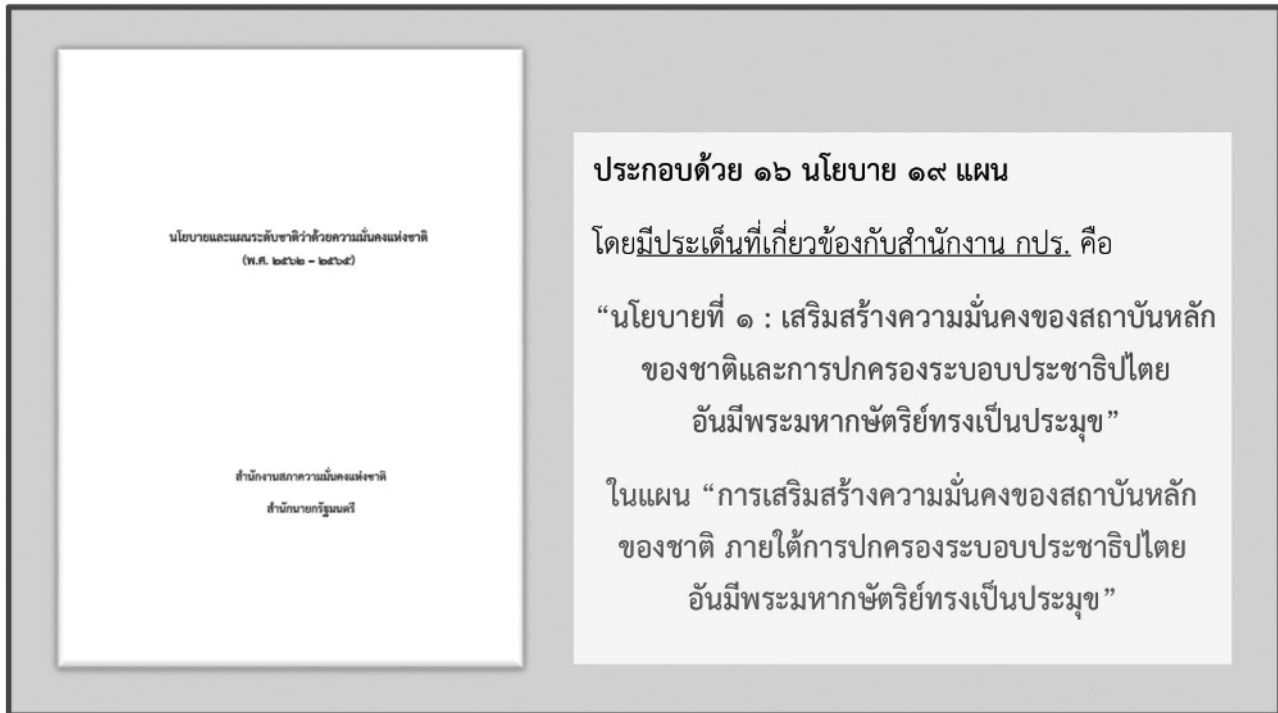 นโยบายและแผนระดับชาติว่าด้วยความมั่นคงแห่งชาติ
(พ.ศ. ๒๕๖๒ – ๒๕๖๕)
สำนักงานสภาความมั่นคงแห่งชาติ
สำนักนายกรัฐมนตรี
ประกอบด้วย ๑๖ นโยบาย ๑๙ แผน
โดยมีประเด็นที่เกี่ยวข้องกับสำนักงาน กปร. คือ
“นโยบายที่ ๑ : เสริมสร้างความมั่นคงของสถาบันหลัก
ของชาติและการปกครองระบอบประชาธิปไตย
อันมีพระมหากษัตริย์ทรงเป็นประมุข”
ในแผน “การเสริมสร้างความมั่นคงของสถาบันหลัก
ของชาติ ภายใต้การปกครองระบอบประชาธิปไตย
อันมีพระมหากษัตริย์ทรงเป็นประมุข”